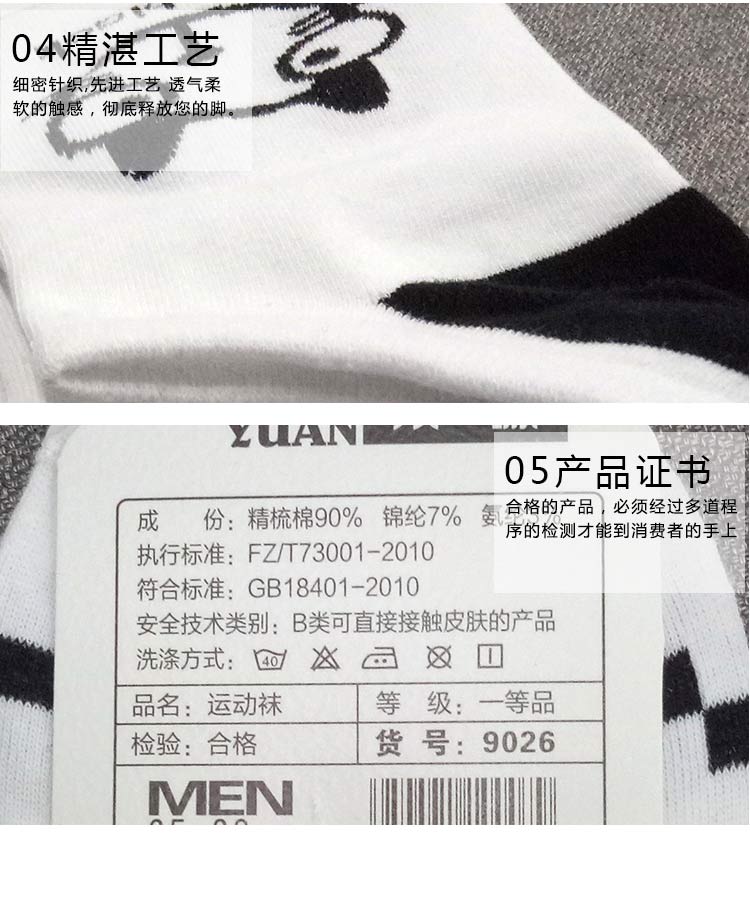 04精湛工艺
细密针织,先进工艺 透气柔
软的触感，彻底释放您的脚。
YUAN
05产品证书
合格的产品，必须经过多道程
序的检测才能到消费者的手上
成 份：精梳棉90% 锦纶7% 氨纶3%
执行标准：FZ/T73001-2010
符合标准：GB18401-2010
安全技术类别：B类可直接接触皮肤的产品
洗涤方式： 40
品名：运动袜 等 级：一等品
检验：合格 货 号：9026
MEN